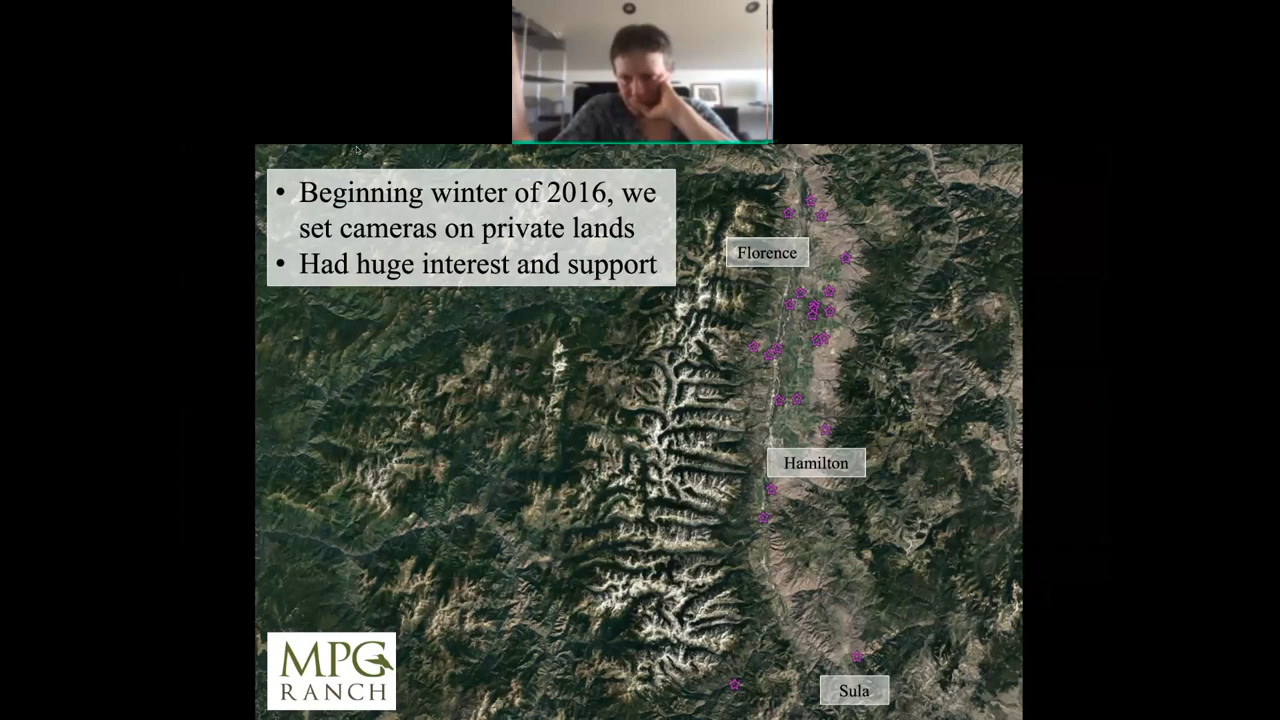 • Beginning winter of 2016, we
set cameras on private lands
• Had huge interest and support
Florence
Hamilton
Sula
MPG
RANCH